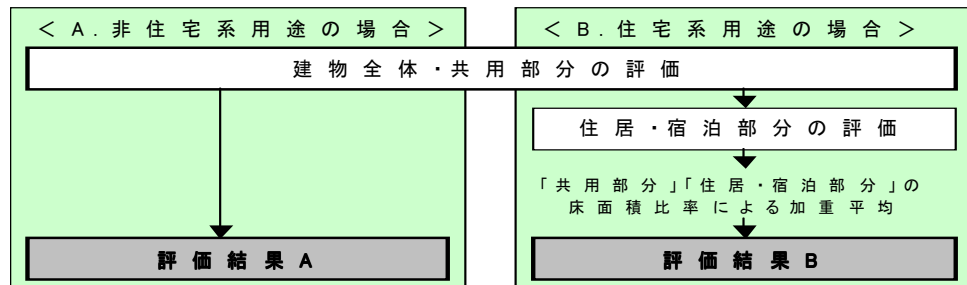 ＜A．非住宅系用途の場合＞
＜B．住宅系用途の場合＞
建物全体・共用部分の評価
住居・宿泊部分の評価
「共用部分」「住居・宿泊部分」の
床面積比率による加重平均
評価結果A
評価結果B